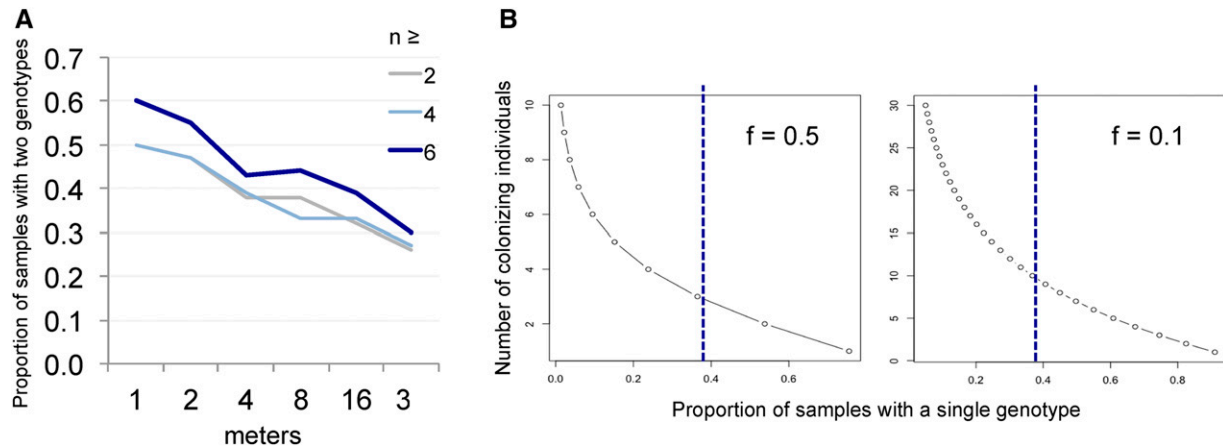 A
Proportion of samples with two genotypes
0.7
0.6
0.5
0.4
0.3
0.2
0.1
0.0
n ≥
2
4
6
1 2 4 8 16 3
meters
B
Number of colonizing individuals
10
8
6
4
2
f = 0.5
0.0 0.2 0.4 0.6
30
25
20
15
10
5
0
f = 0.1
0.2 0.4 0.6 0.8
Proportion of samples with a single genotype